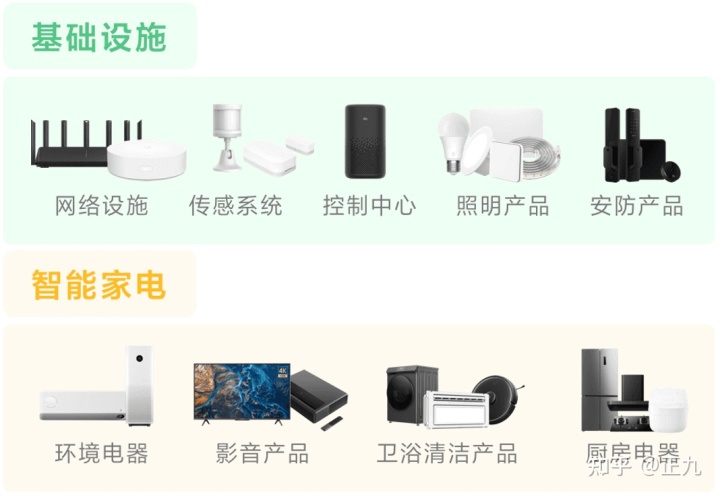 基础设施
网络设施 传感系统 控制中心 照明产品 安防产品
智能家电
4K
环境电器 影音产品 卫浴清洁产品 厨房电器
知乎 @正九